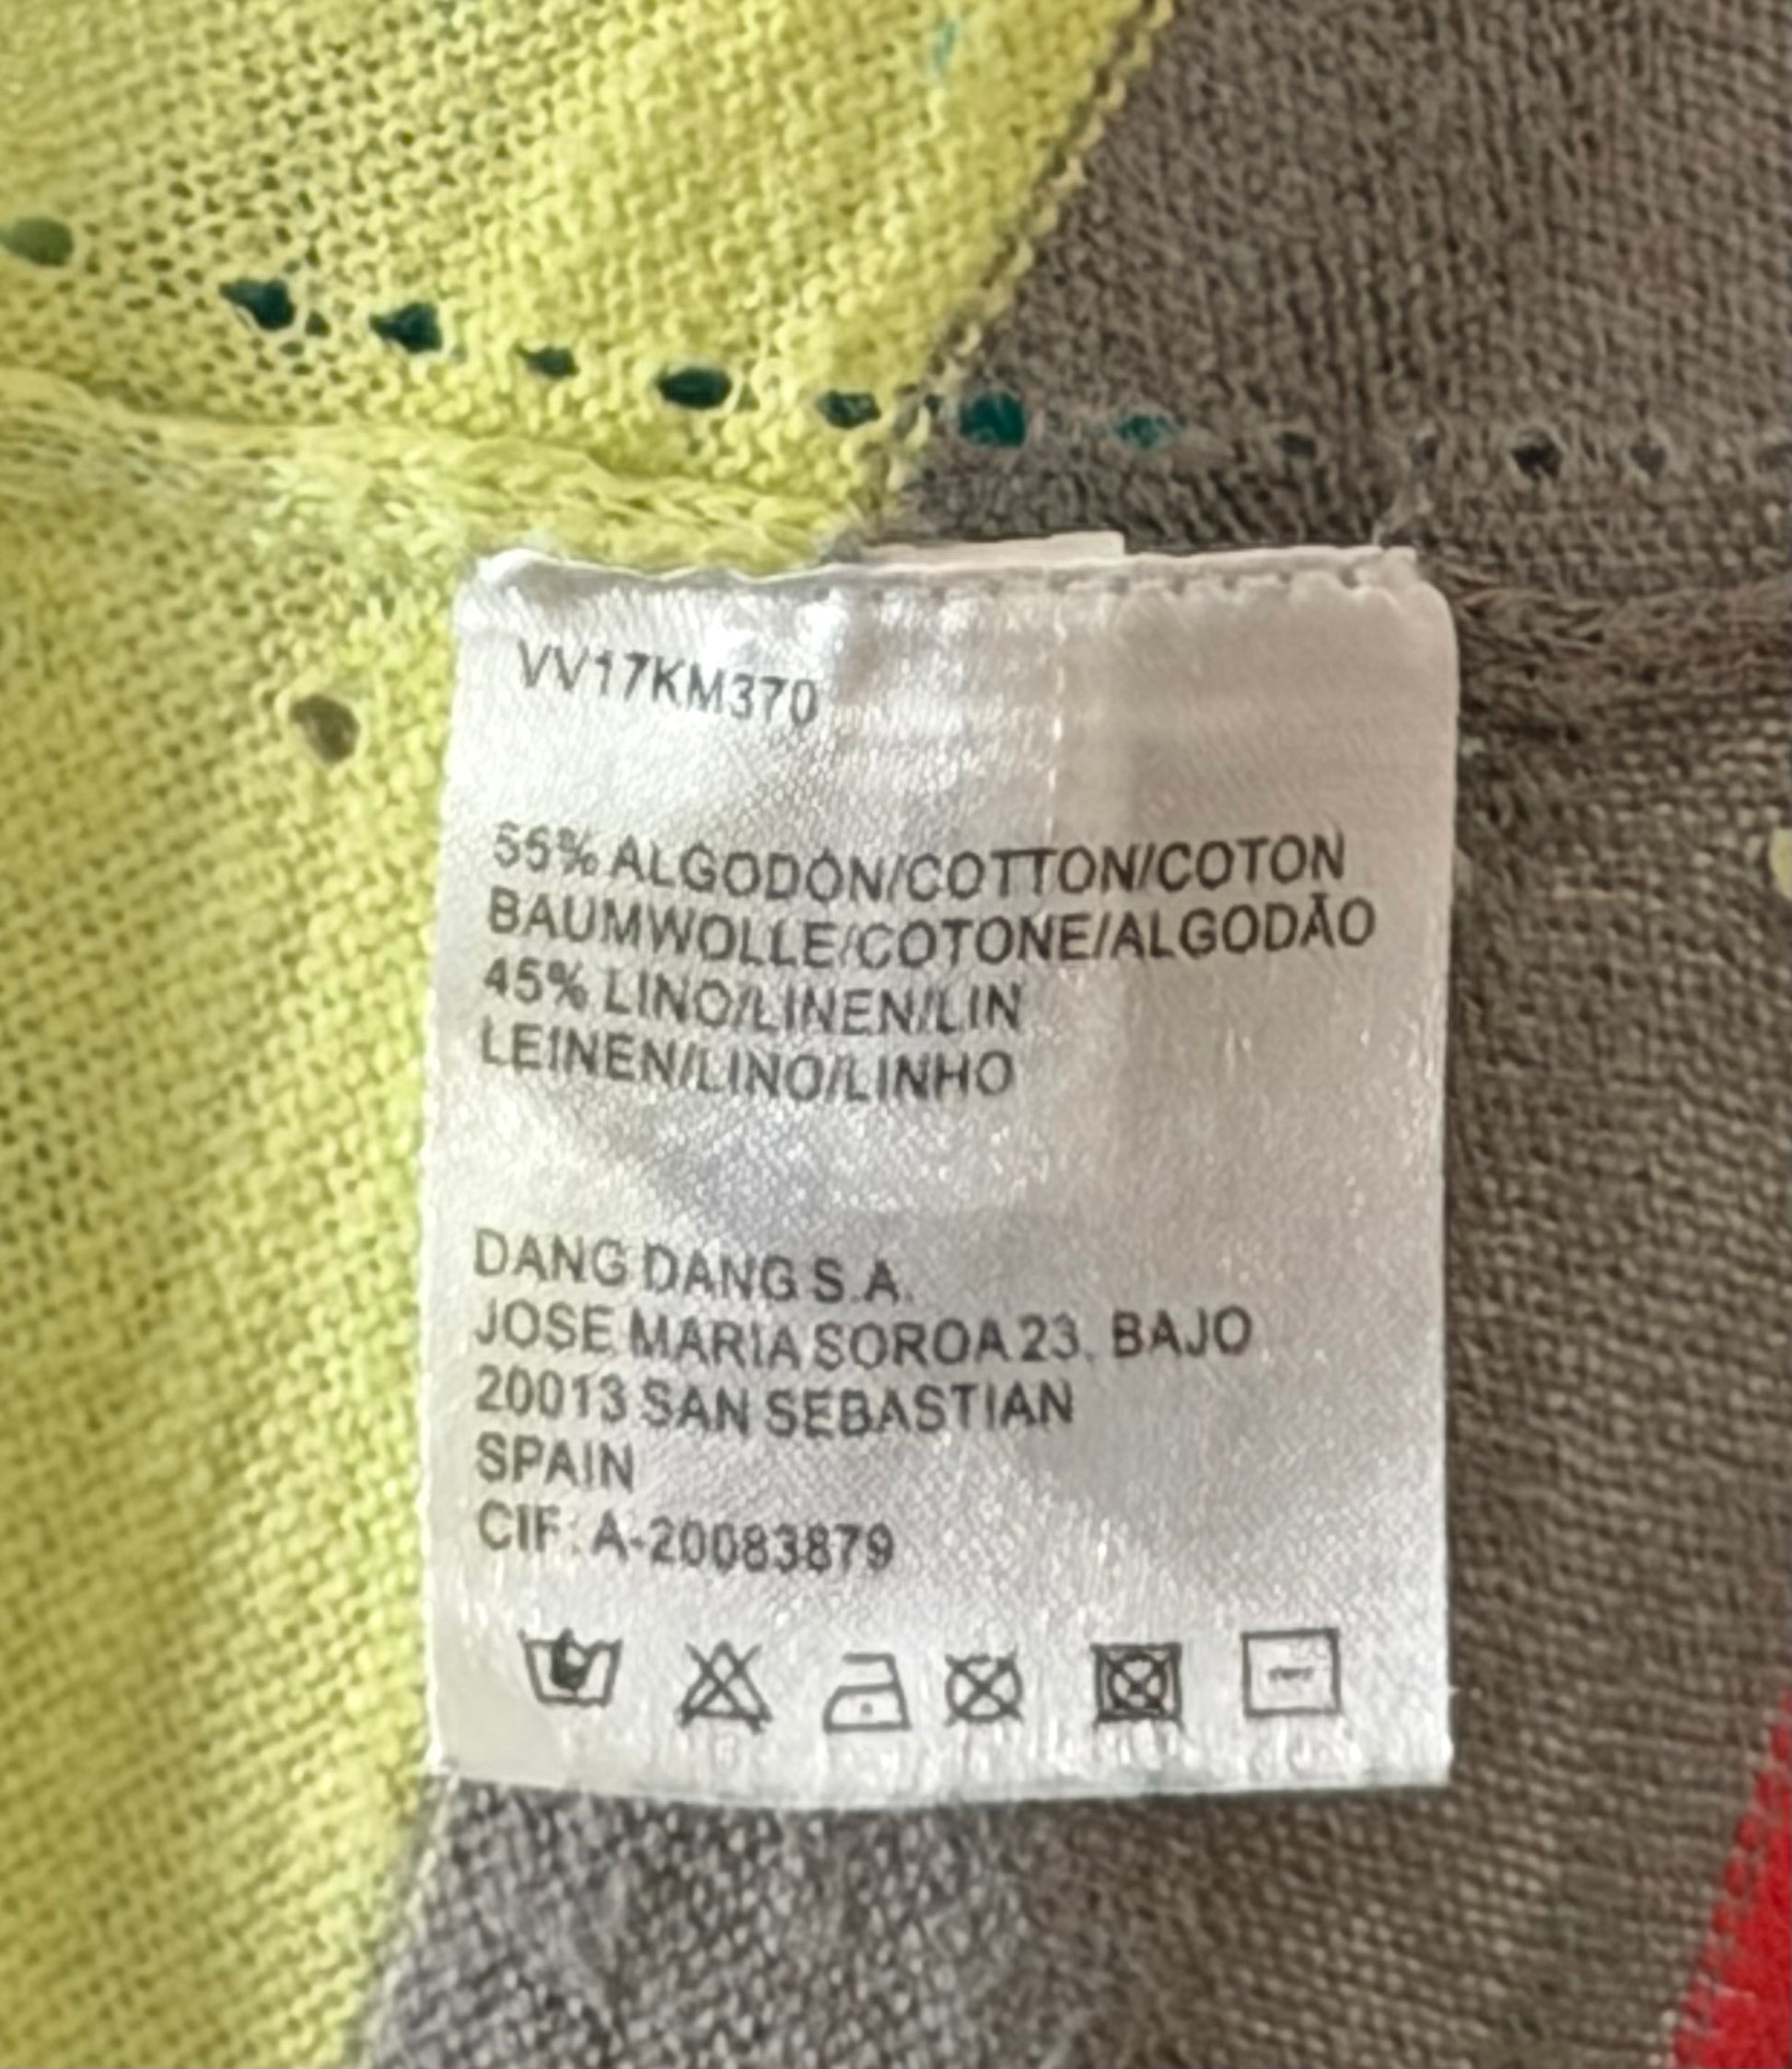 VV17KM370
55% ALGODÓN/COTTON/COTON
BAUMWOLLE/COTONE/ALGODÃO
45% LINO/LINEN/LIN
LEINEN/LINO/LINHO
DANG DANG S.A.
JOSE MARIA SOROA 23, BAJO
20013 SAN SEBASTIAN
SPAIN
CIF: A-20083879